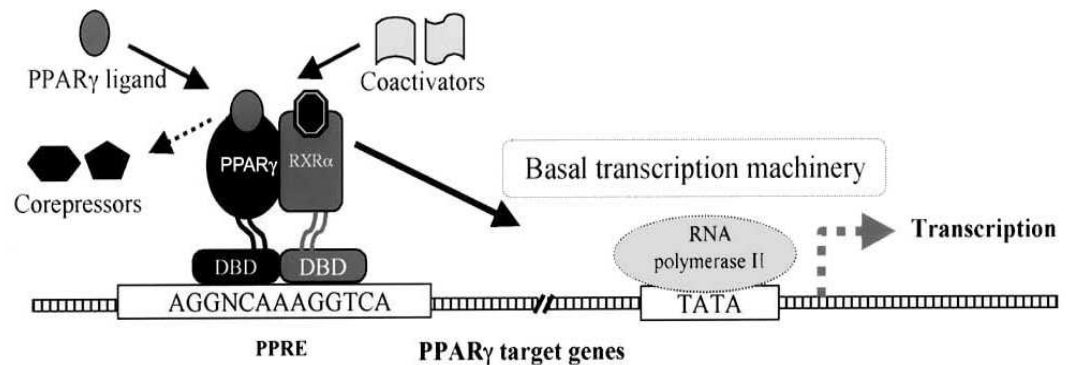 PPARγ ligand
Coactivators
Corepressors
PPARγ
RXRα
DBD
DBD
AGGNCAAAGGTCA
PPRE
PPARγ target genes
Basal transcription machinery
RNA
polymerase II
TATA
Transcription